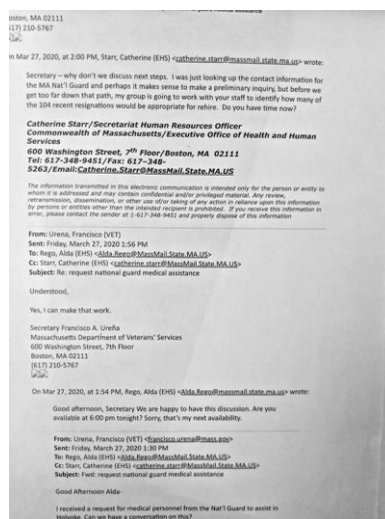 Boston, MA 02111
(617) 210-5767
On Mar 27, 2020, at 2:00 PM, Starr, Catherine (EHS) <catherine.starr@massmail.state.ma.us> wrote:
Secretary – why don't we discuss next steps. I was just looking up the contact information for
the MA Nat'l Guard and perhaps it makes sense to make a preliminary inquiry, but before we
get too far down that path, my group is going to work with your staff to identify how many of
the 104 recent resignations would be appropriate for rehire. Do you have time now?
Catherine Starr/Secretariat Human Resources Officer
Commonwealth of Massachusetts/Executive Office of Health and Human
Services
600 Washington Street, 7th Floor/Boston, MA 02111
Tel: 617-348-9451/Fax: 617-348-
5263/Email:Catherine.Starr@MassMail.State.MA.US
The information transmitted in this electronic communication is intended only for the person or entity to
whom it is addressed and may contain confidential and/or privileged material. Any review,
retransmission, dissemination, or other use of/or taking of any action in reliance upon this information
by persons or entities other than the intended recipient is prohibited. If you receive this information in
error, please contact the sender at 1-617-348-9451 and properly dispose of this information
From: Urena, Francisco (VET)
Sent: Friday, March 27, 2020 1:56 PM
To: Rego, Alda (EHS) <Alda.Rego@MassMail.State.MA.US>
Cc: Starr, Catherine (EHS) <catherine.starr@MassMail.State.MA.US>
Subject: Re: request national guard medical assistance
Understood,
Yes, I can make that work.
Secretary Francisco A. Ureña
Massachusetts Department of Veterans' Services
600 Washington Street, 7th Floor
Boston, MA 02111
(617) 210-5767
On Mar 27, 2020, at 1:54 PM, Rego, Alda (EHS) <Alda.Rego@massmail.state.ma.us> wrote:
Good afternoon, Secretary We are happy to have this discussion. Are you
available at 6:00 pm tonight? Sorry, that's my next availability.
From: Urena, Francisco (VET) <francisco.urena@mass.gov>
Sent: Friday, March 27, 2020 1:30 PM
To: Rego, Alda (EHS) <Alda.Rego@MassMail.State.MA.US>
Cc: Starr, Catherine (EHS) <catherine.starr@MassMail.State.MA.US>
Subject: Fwd: request national guard medical assistance
Good Afternoon Alda-
I received a request for medical personnel from the Nat'l Guard to assist in
Holyoke. Can we have a conversation on this?